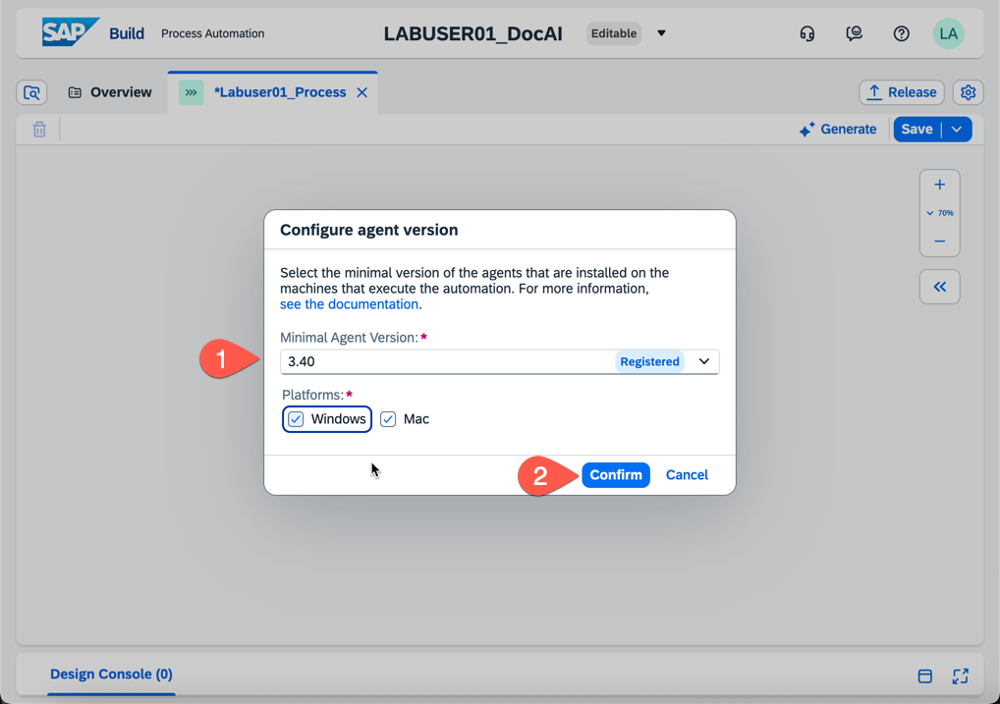 SAP Build Process Automation LABUSER01_DocAI Editable LA
Overview *Labuser01_Process Release
Generate Save
70%
Configure agent version
Select the minimal version of the agents that are installed on the
machines that execute the automation. For more information,
see the documentation.
Minimal Agent Version: *
1 3.40 Registered
Platforms: *
Windows Mac
2 Confirm Cancel
Design Console (0)